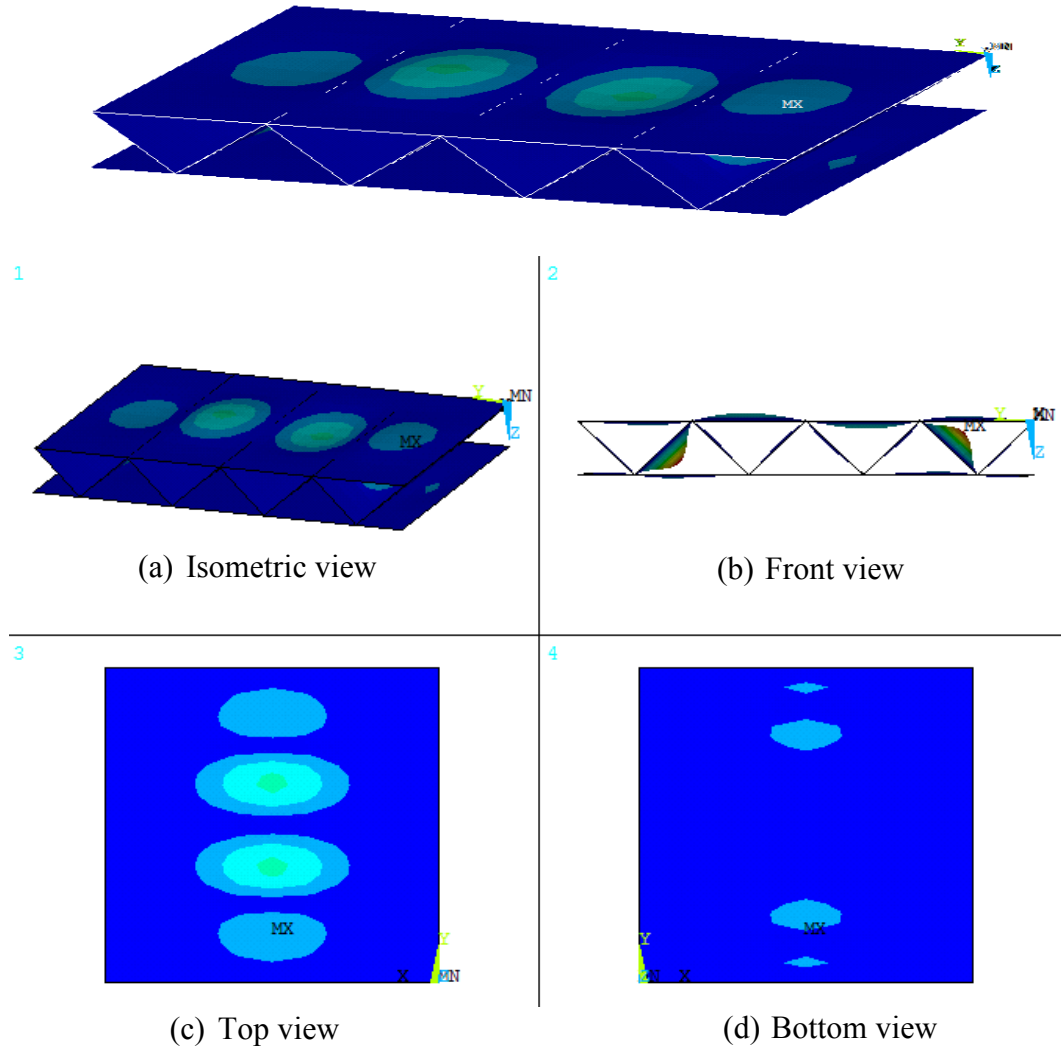 MX
1
2
Y
MN
Z
MX
Y
MN
MX
Z
(a) Isometric view
(b) Front view
3
4
MX
Y
X
MX
Y
X
(c) Top view
(d) Bottom view